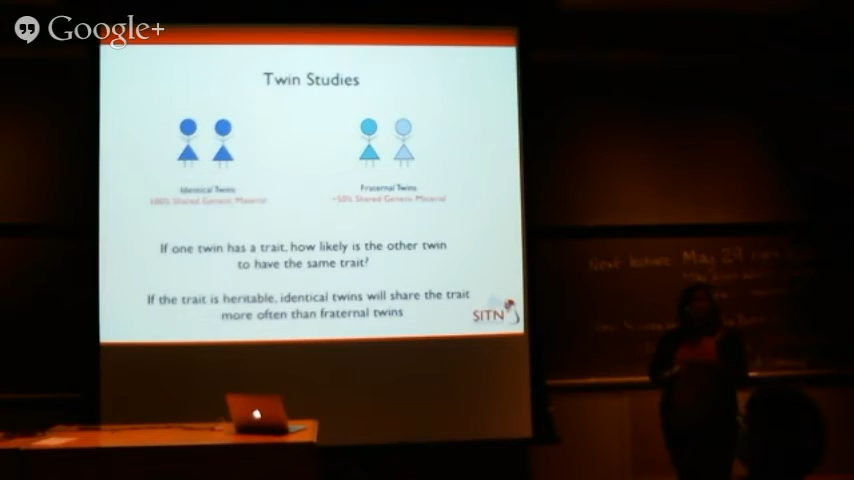 Google+
Twin Studies
Identical Twins
100% Shared Genetic Material
Fraternal Twins
~50% Shared Genetic Material
If one twin has a trait, how likely is the other twin
to have the same trait?
If the trait is heritable, identical twins will share the trait
more often than fraternal twins
SITN
Next lecture May 29